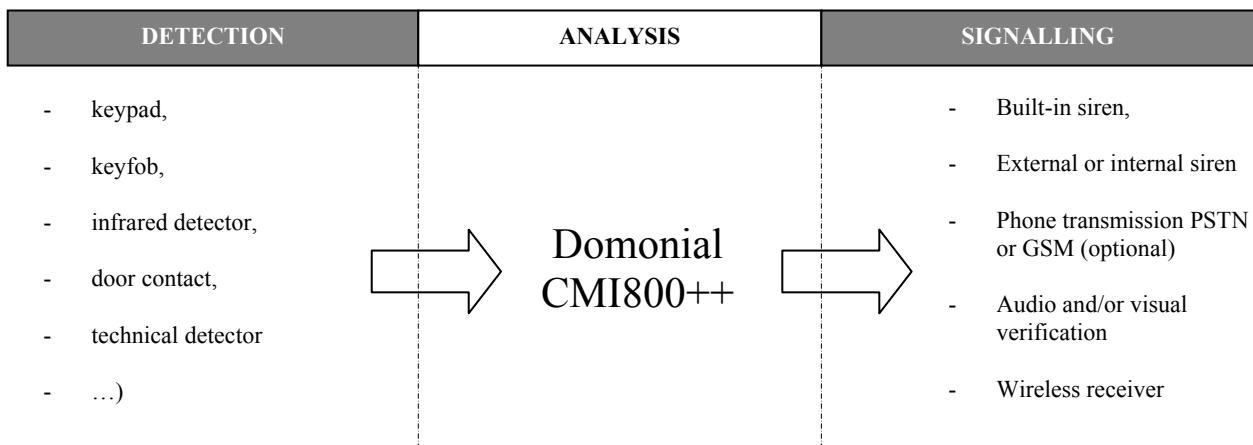 DETECTION
ANALYSIS
SIGNALLING
- keypad,
- keyfob,
- infrared detector,
- door contact,
- technical detector
- …)
Domonial
CMI800++
- Built-in siren,
- External or internal siren
- Phone transmission PSTN
or GSM (optional)
- Audio and/or visual
verification
- Wireless receiver